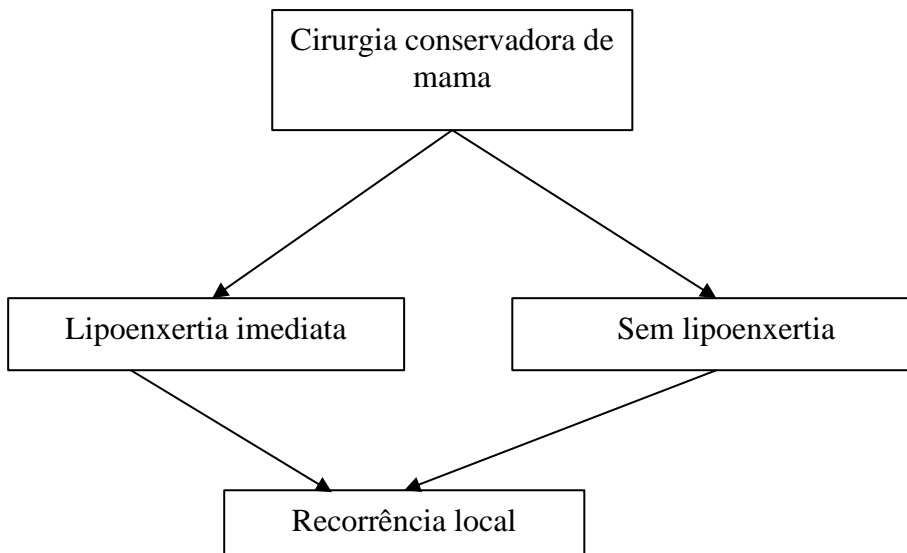 Cirurgia conservadora de
mama
Lipoenxertia imediata
Sem lipoenxertia
Recorrência local